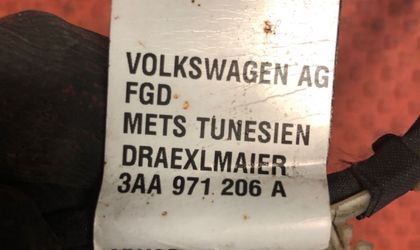 VOLKSWAGEN AG
FGD
METS TUNESIEN
DRAEXLMAIER
3AA 971 206 A